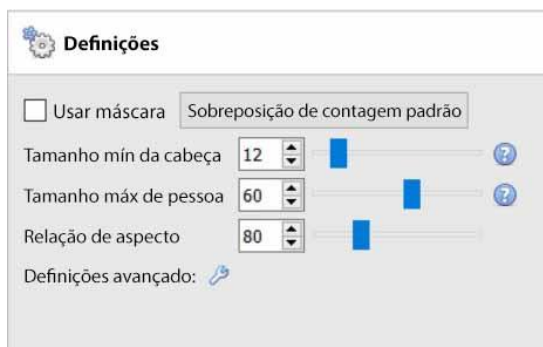 Definições
Usar máscara Sobreposição de contagem padrão
Tamanho mín da cabeça 12
Tamanho máx de pessoa 60
Relação de aspecto 80
Definições avançado: